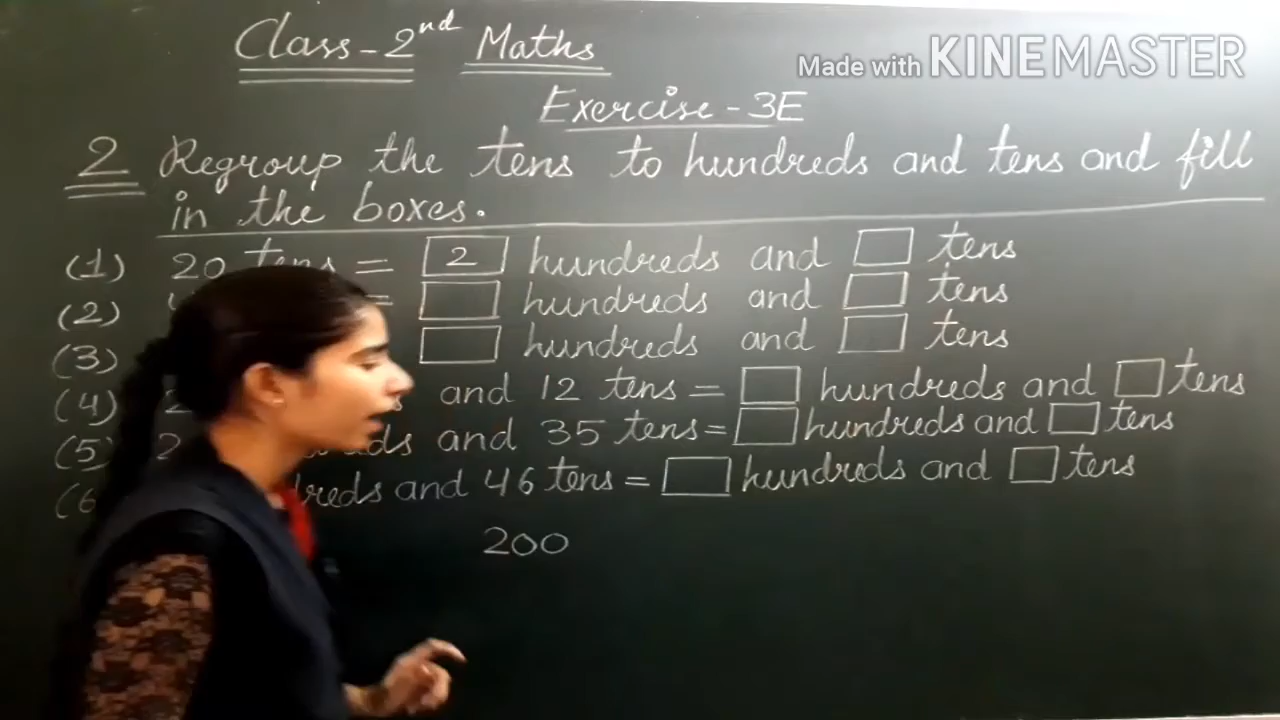 Class - 2nd Maths
Made with KINEMASTER
Exercise - 3E
2 Regroup the tens to hundreds and tens and fill
in the boxes.
(1) 20 tens = 2 hundreds and tens
(2) = hundreds and tens
(3) hundreds and tens
(4) 2 and 12 tens = hundreds and tens
(5) 2 and 35 tens = hundreds and tens
(6 and 46 tens = hundreds and tens
200